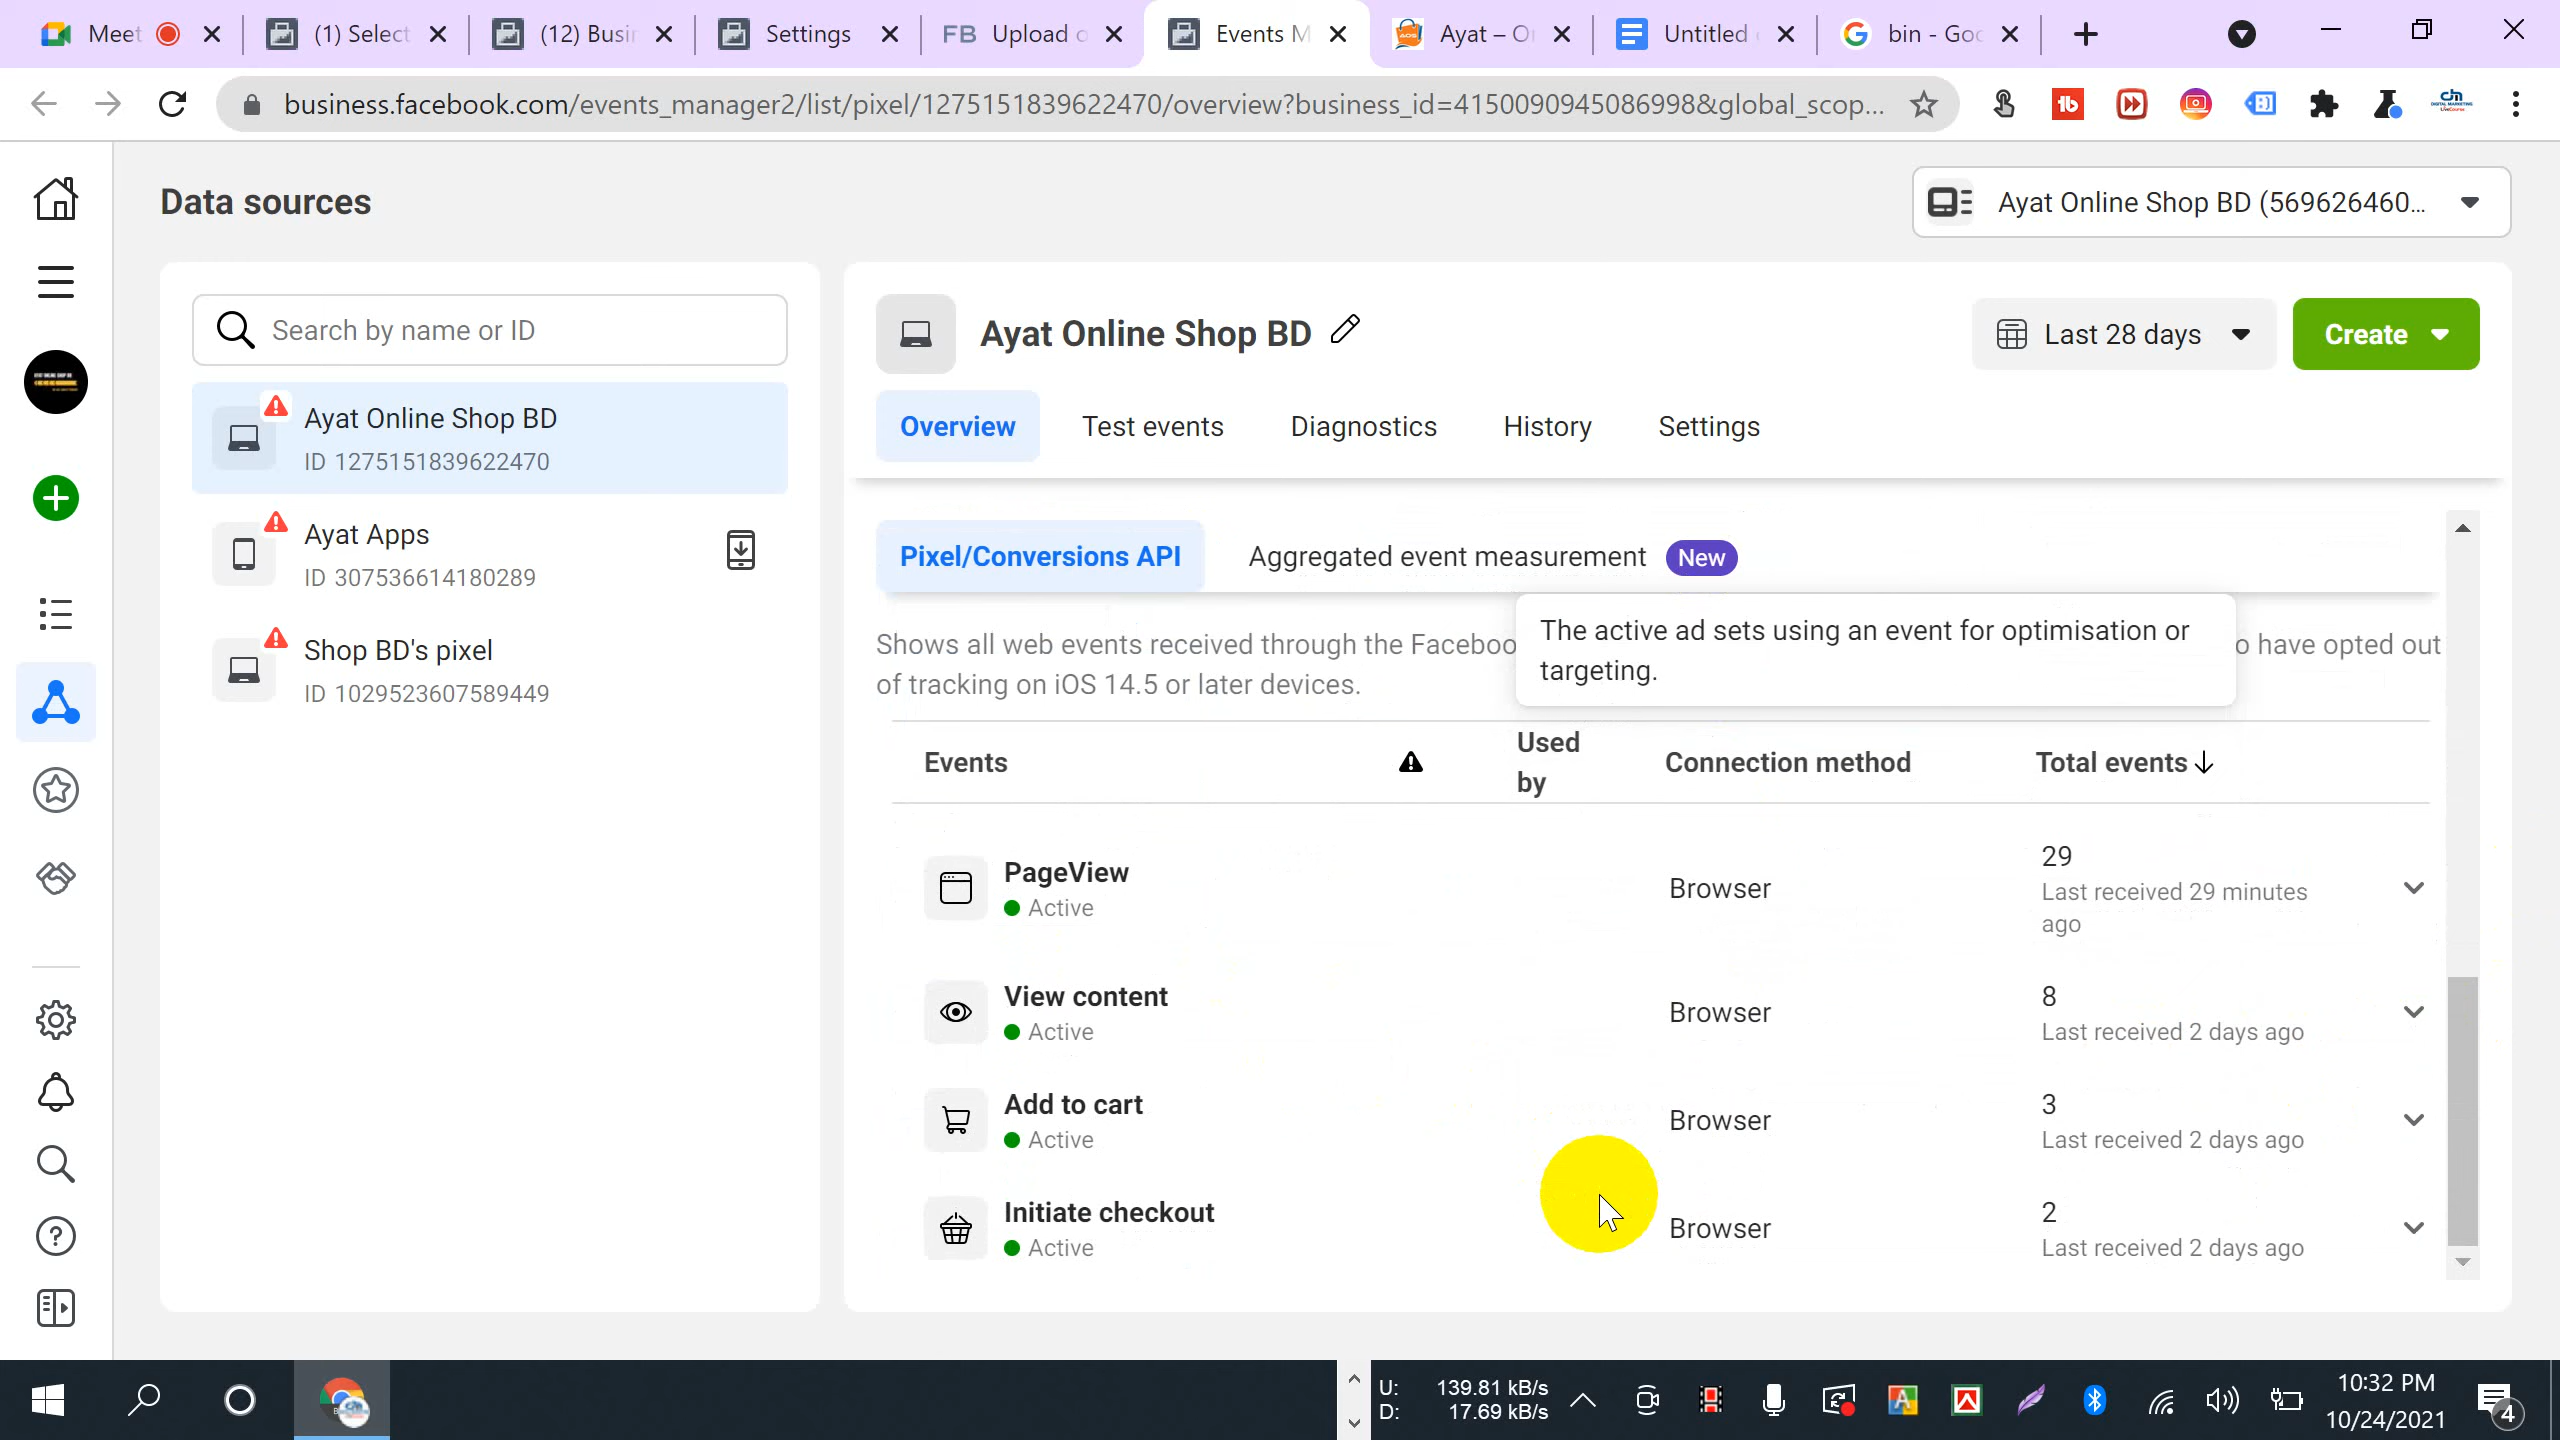 Meet
(1) Select
(12) Busi
Settings
FB Upload o
Events M
Ayat – O
Untitled
bin - Goo
business.facebook.com/events_manager2/list/pixel/1275151839622470/overview?business_id=415009094508699​8&global_scop...
Data sources
Ayat Online Shop BD (569626460...
Search by name or ID
Ayat Online Shop BD
ID 1275151839622470
Ayat Apps
ID 307536614180289
Shop BD's pixel
ID 1029523607589449
Ayat Online Shop BD
Last 28 days
Create
Overview
Test events
Diagnostics
History
Settings
Pixel/Conversions API
Aggregated event measurement New
Shows all web events received through the Faceboo
o have opted out
of tracking on iOS 14.5 or later devices.
The active ad sets using an event for optimisation or
targeting.
Events
Used
by
Connection method
Total events
PageView
Active
Browser
29
Last received 29 minutes
ago
View content
Active
Browser
8
Last received 2 days ago
Add to cart
Active
Browser
3
Last received 2 days ago
Initiate checkout
Active
Browser
2
Last received 2 days ago
U: 139.81 kB/s
D: 17.69 kB/s
10:32 PM
10/24/2021
4